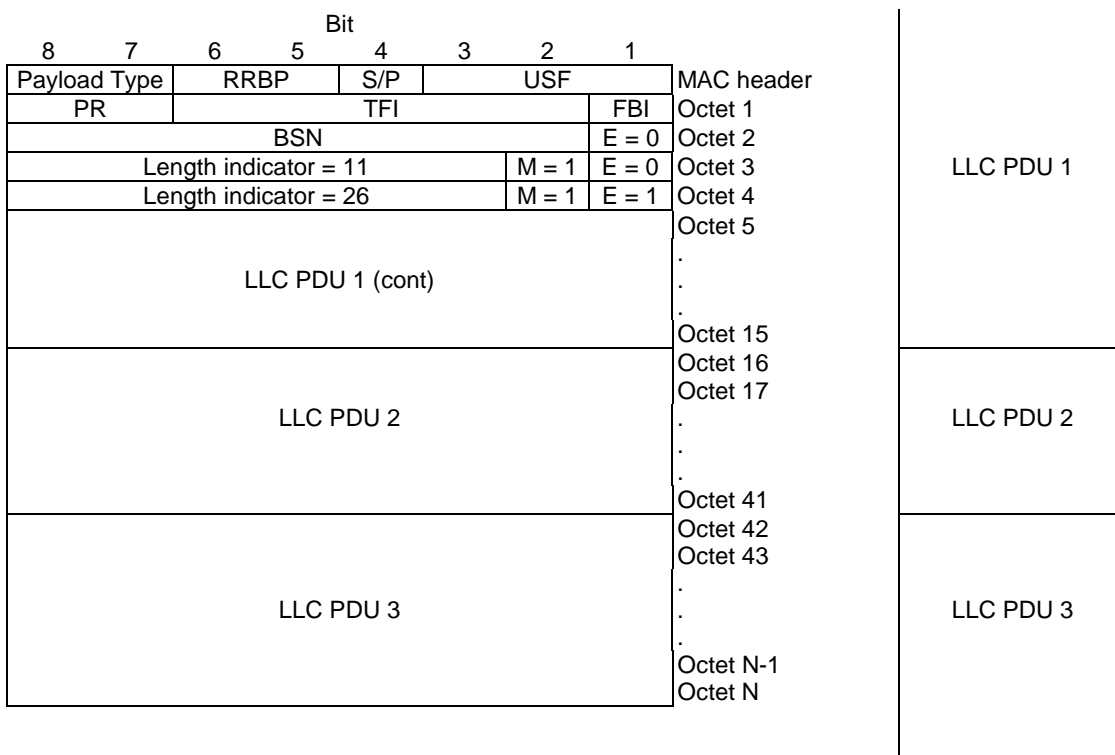 Bit
8 7 6 5 4 3 2 1
Payload Type RRBP S/P USF MAC header
PR TFI FBI Octet 1
BSN E = 0 Octet 2
Length indicator = 11 M = 1 E = 0 Octet 3 LLC PDU 1
Length indicator = 26 M = 1 E = 1 Octet 4
Octet 5
.
LLC PDU 1 (cont) .
.
Octet 15
Octet 16
Octet 17
LLC PDU 2 . LLC PDU 2
.
.
Octet 41
Octet 42
Octet 43
.
LLC PDU 3 . LLC PDU 3
.
Octet N-1
Octet N